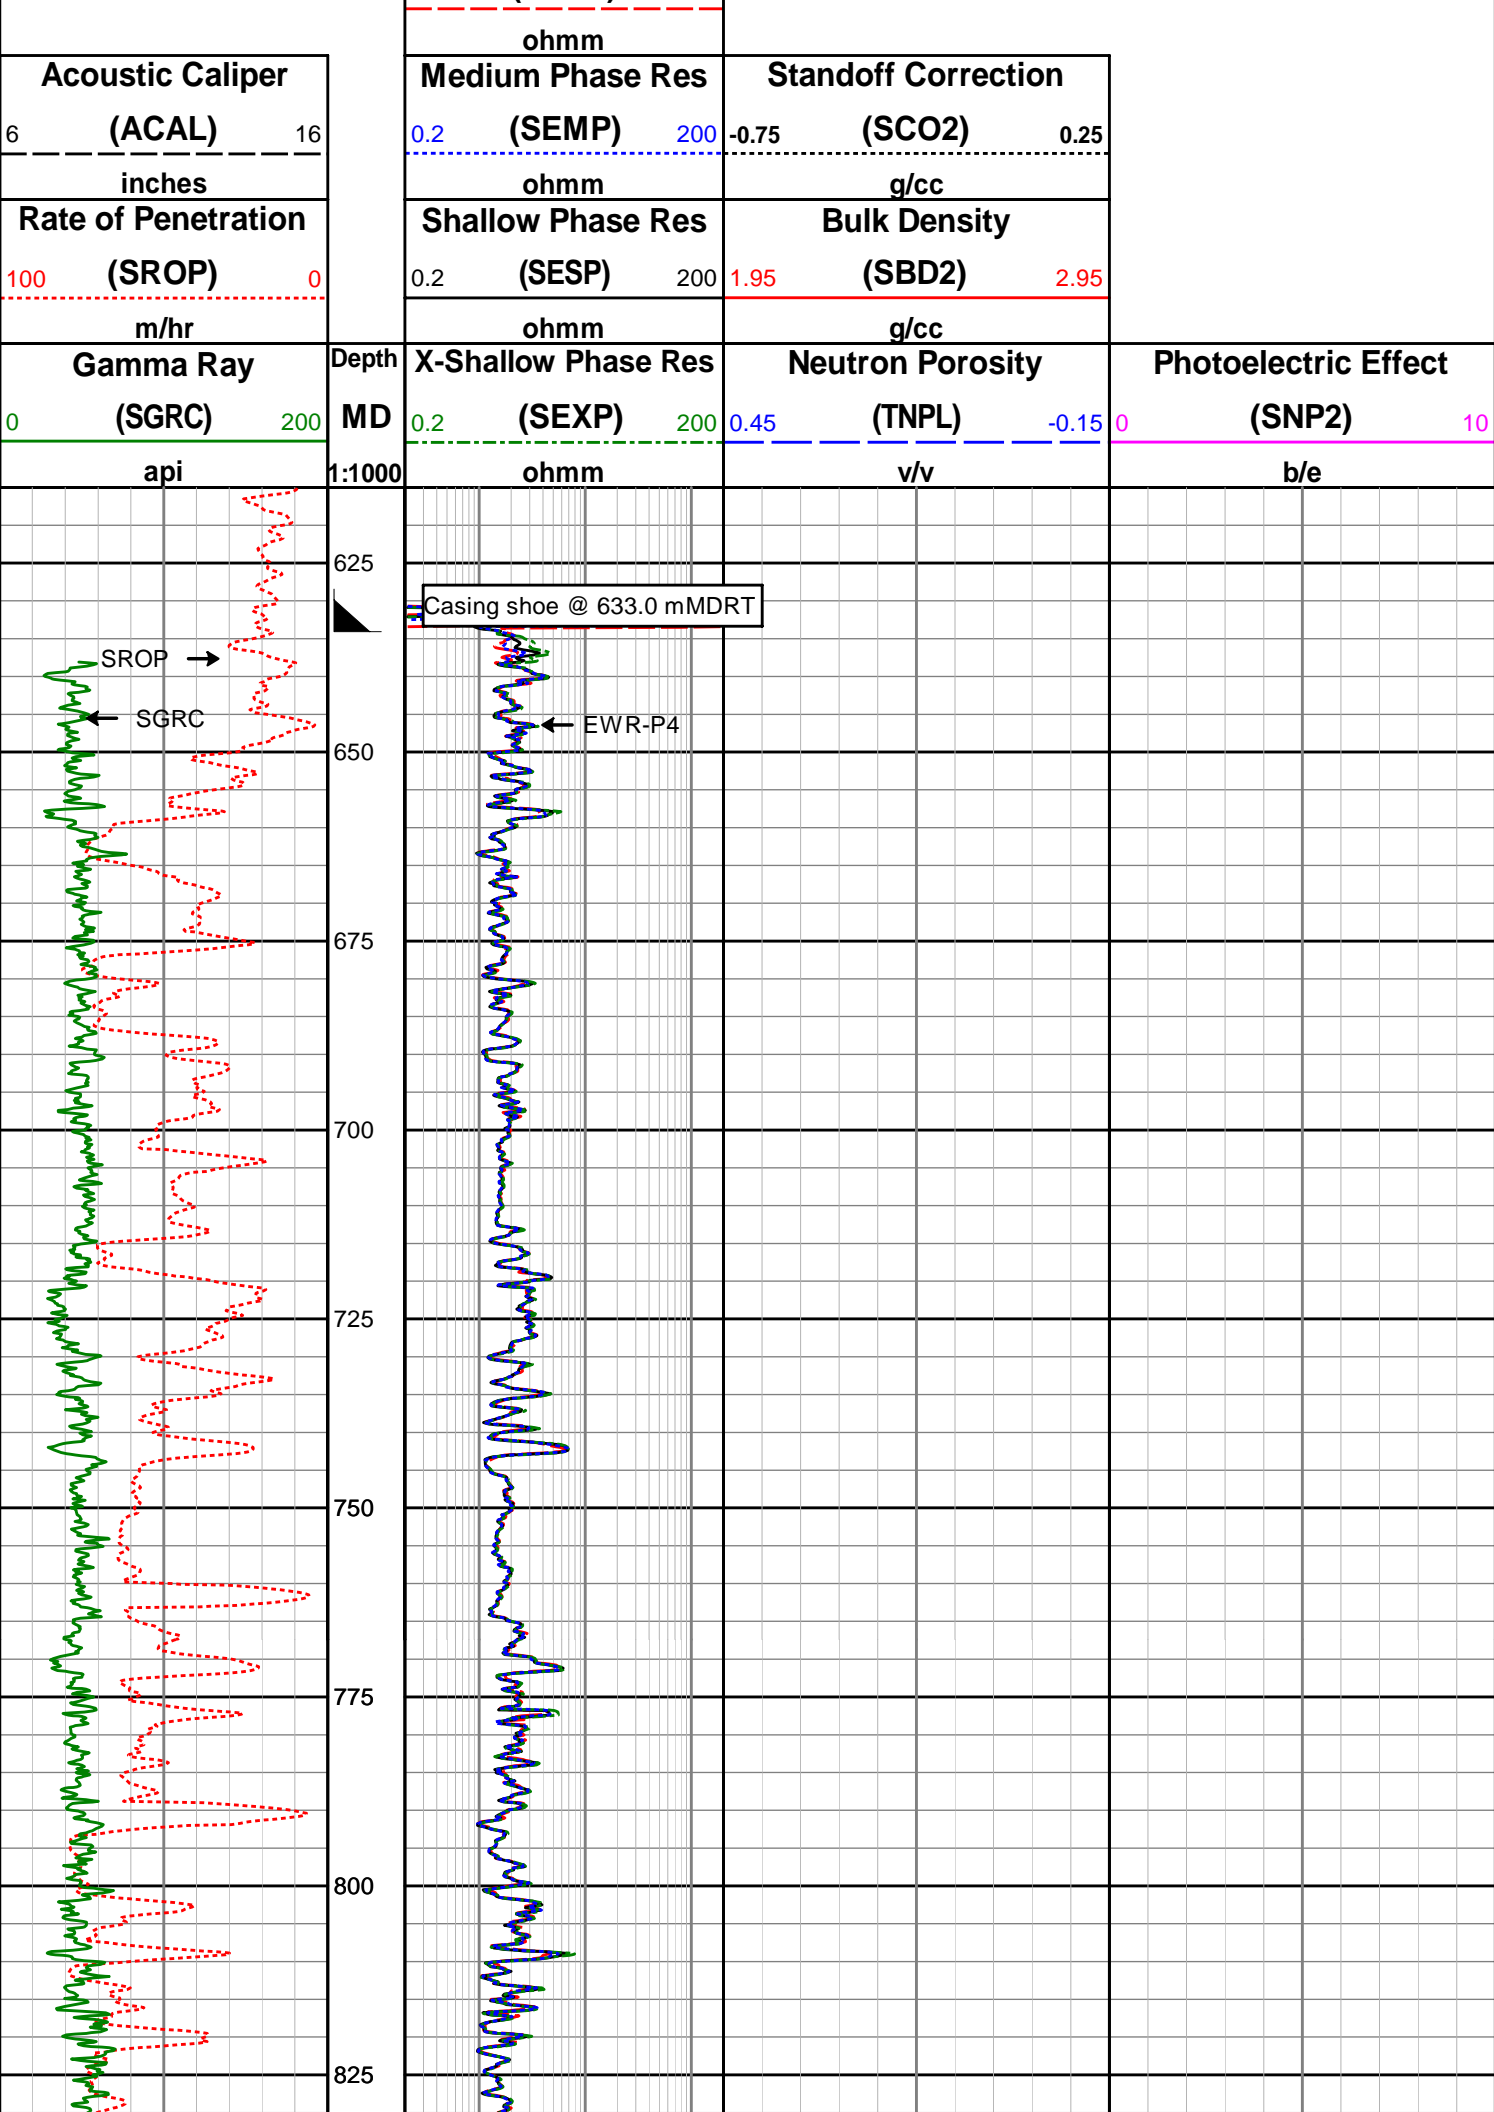 ohmm
Acoustic Caliper
(ACAL)
6 16
inches
Medium Phase Res
(SEMP)
0.2 200
ohmm
Standoff Correction
(SCO2)
-0.75 0.25
g/cc
Rate of Penetration
(SROP)
100 0
m/hr
Shallow Phase Res
(SESP)
0.2 200
ohmm
Bulk Density
(SBD2)
1.95 2.95
g/cc
Gamma Ray
(SGRC)
0 200
api
Depth
MD
1:1000
X-Shallow Phase Res
(SEXP)
0.2 200
ohmm
Neutron Porosity
(TNPL)
0.45 -0.15
v/v
Photoelectric Effect
(SNP2)
0 10
b/e
625
Casing shoe @ 633.0 mMDRT
SROP
SGRC
EWR-P4
650
675
700
725
750
775
800
825